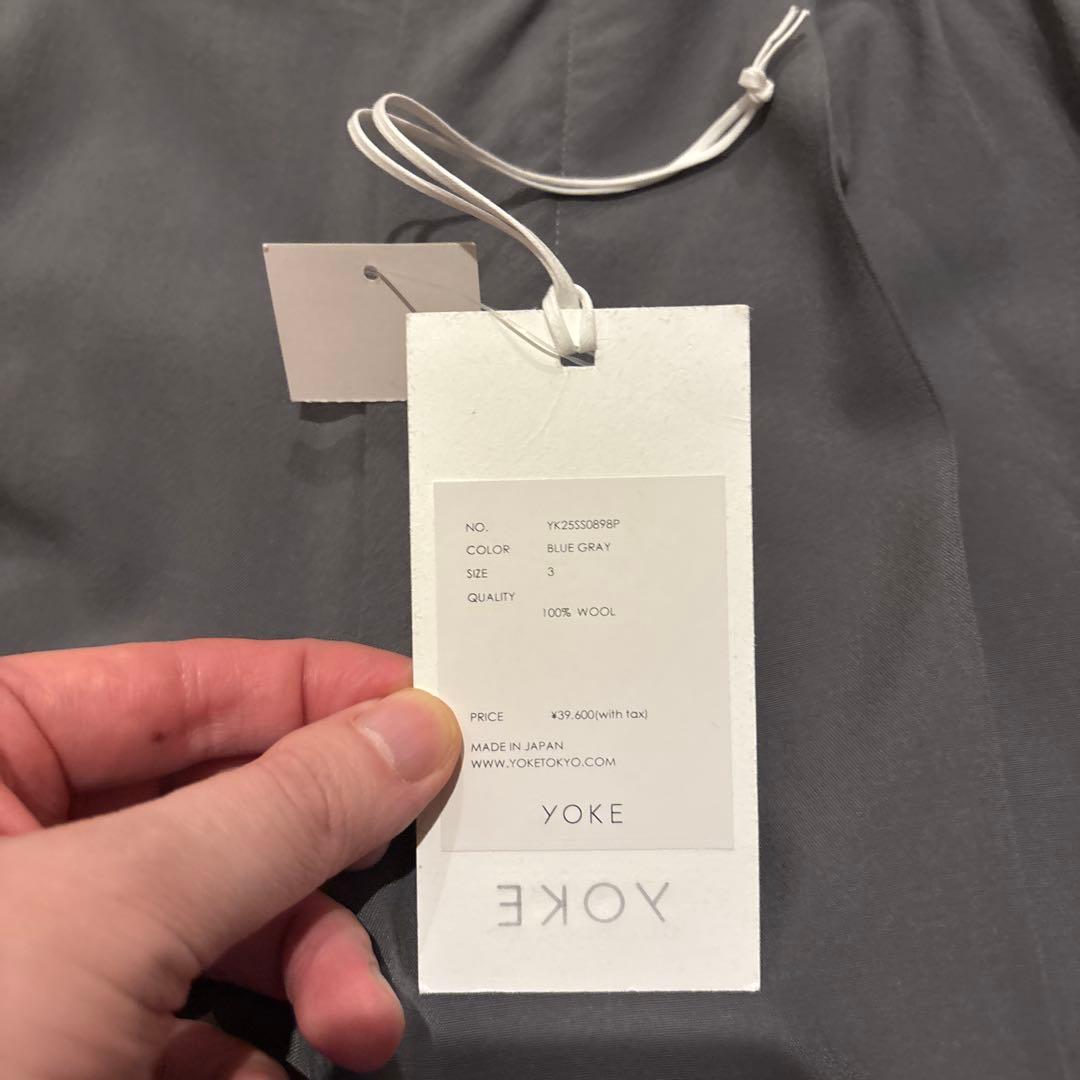 NO. YK25SS0898P
COLOR BLUE GRAY
SIZE 3
QUALITY
100% WOOL
PRICE ¥39.600(with tax)
MADE IN JAPAN
WWW.YOKETOKYO.COM
YOKE
YOKE